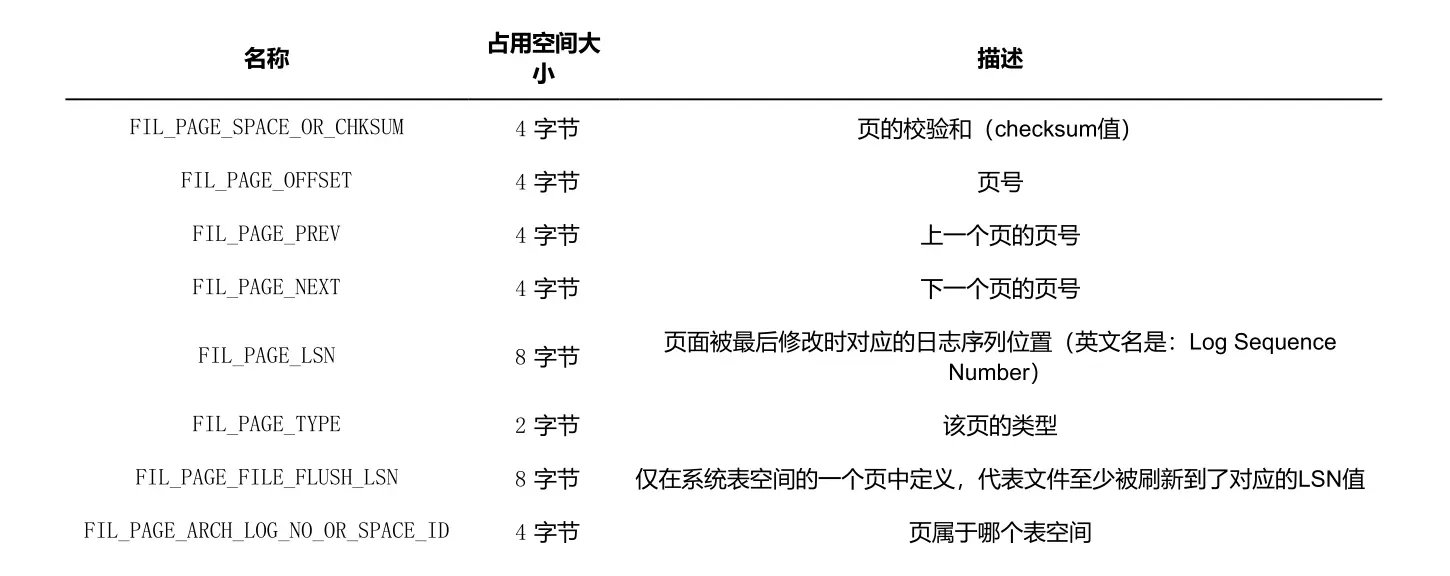 名称 占用空间大小 描述
FIL_PAGE_SPACE_OR_CHKSUM 4 字节 页的校验和（checksum值）
FIL_PAGE_OFFSET 4 字节 页号
FIL_PAGE_PREV 4 字节 上一个页的页号
FIL_PAGE_NEXT 4 字节 下一个页的页号
FIL_PAGE_LSN 8 字节 页面被最后修改时对应的日志序列位置（英文名是：Log Sequence
Number）
FIL_PAGE_TYPE 2 字节 该页的类型
FIL_PAGE_FILE_FLUSH_LSN 8 字节 仅在系统表空间的一个页中定义，代表文件至少被刷新到了对应的LSN值
FIL_PAGE_ARCH_LOG_NO_OR_SPACE_ID 4 字节 页属于哪个表空间